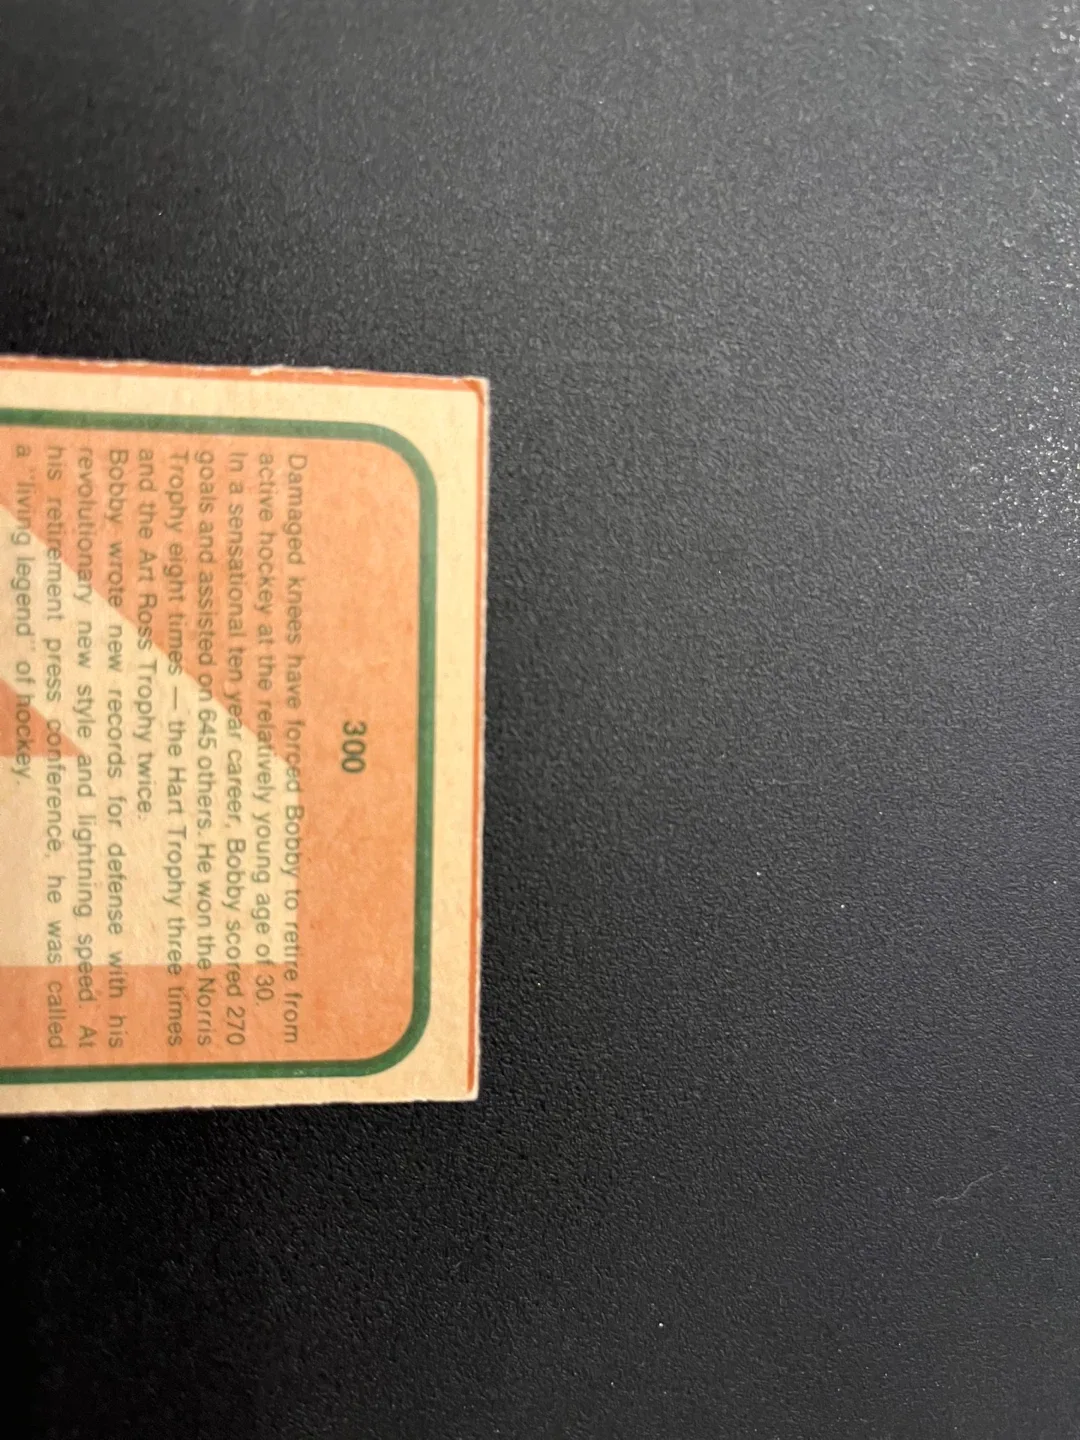 300
Damaged knees have forced Bobby to retire from
active hockey at the relatively young age of 30.
In a sensational ten year career, Bobby scored 270
goals and assisted on 645 others. He won the Norris
Trophy eight times — the Hart Trophy three times
and the Art Ross Trophy twice.
Bobby wrote new records for defense with his
revolutionary new style and lightning speed. At
his retirement press conference, he was called
a "living legend" of hockey.